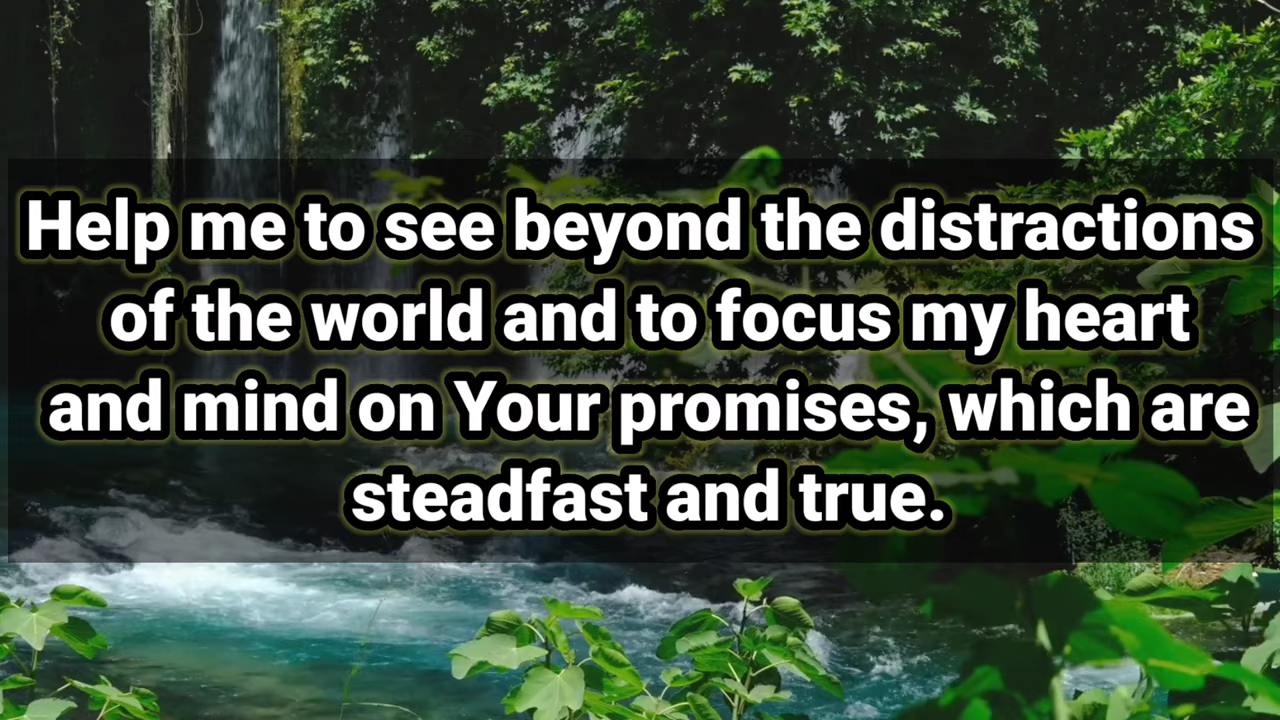 Help me to see beyond the distractions
of the world and to focus my heart
and mind on Your promises, which are
steadfast and true.